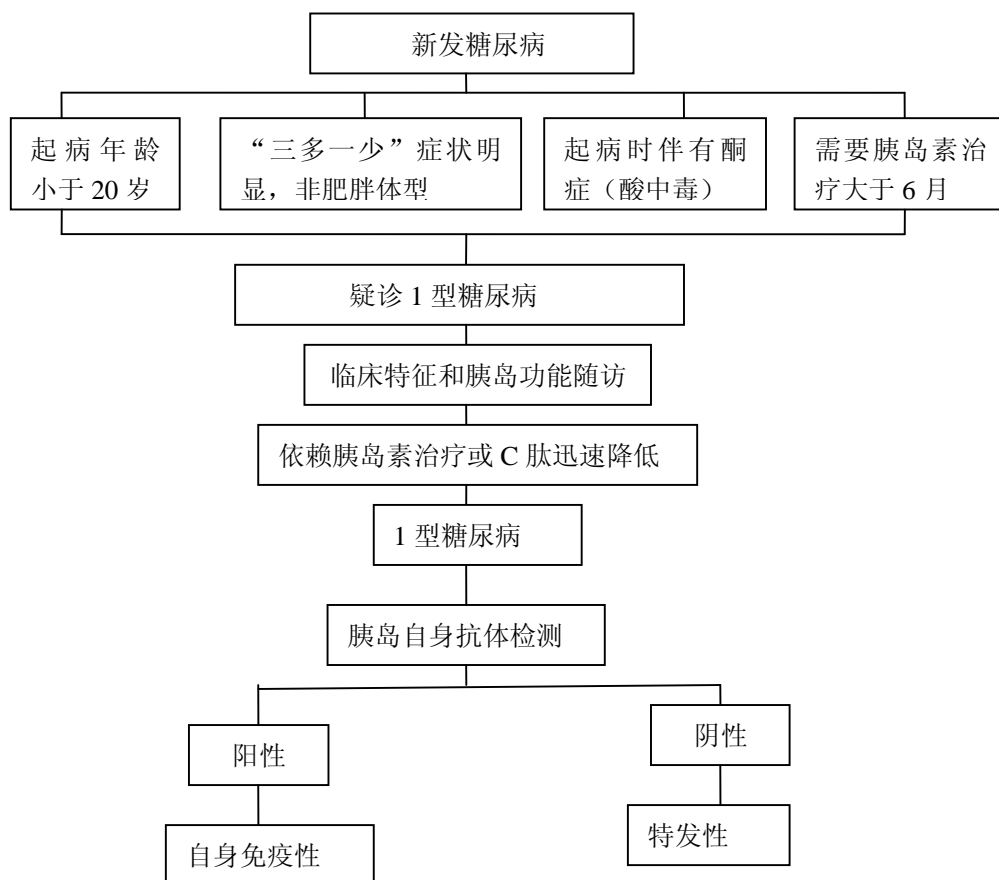 新发糖尿病
起病年龄
小于 20 岁
“三多一少”症状明
显，非肥胖体型
起病时伴有酮
症（酸中毒）
需要胰岛素治
疗大于 6 月
疑诊 1 型糖尿病
临床特征和胰岛功能随访
依赖胰岛素治疗或 C 肽迅速降低
1 型糖尿病
胰岛自身抗体检测
阳性
阴性
自身免疫性
特发性